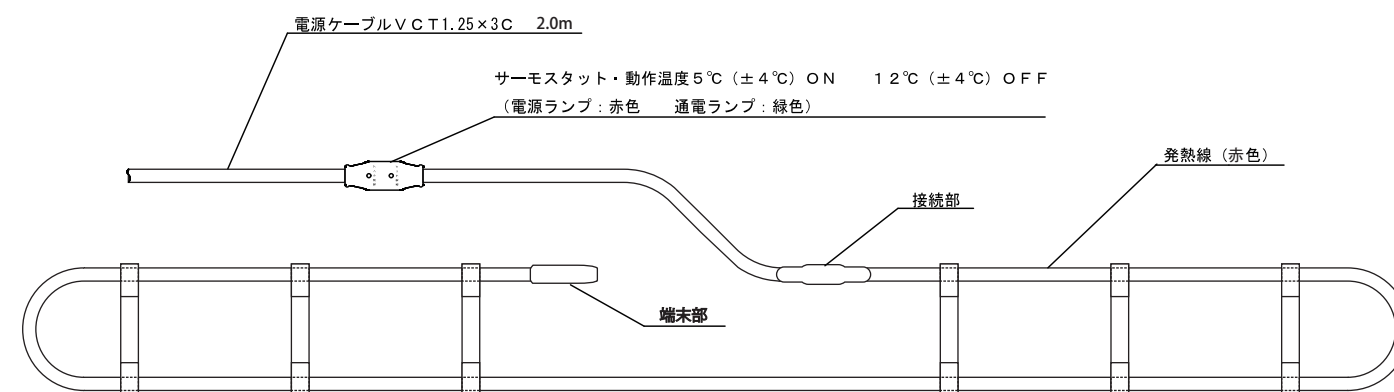 電源ケーブルＶＣＴ1.25×3Ｃ　2.0m
サーモスタット・動作温度５℃（±４℃）ＯＮ　　１２℃（±４℃）ＯＦＦ
（電源ランプ：赤色　　通電ランプ：緑色）
発熱線（赤色）
接続部
端末部